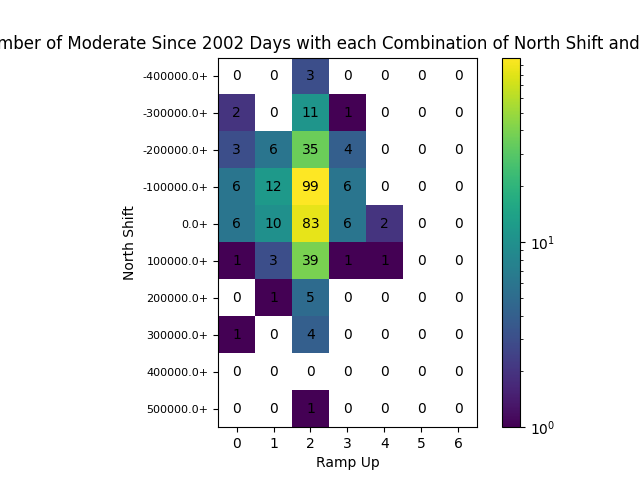 mber of Moderate Since 2002 Days with each Combination of North Shift and
-400000.0+ 0 0 3 0 0 0 0
-300000.0+ 2 0 11 1 0 0 0
-200000.0+ 3 6 35 4 0 0 0
-100000.0+ 6 12 99 6 0 0 0
0.0+ 6 10 83 6 2 0 0
100000.0+ 1 3 39 1 1 0 0
200000.0+ 0 1 5 0 0 0 0
300000.0+ 1 0 4 0 0 0 0
400000.0+ 0 0 0 0 0 0 0
500000.0+ 0 0 1 0 0 0 0
0 1 2 3 4 5 6
Ramp Up
North Shift
10¹
10⁰